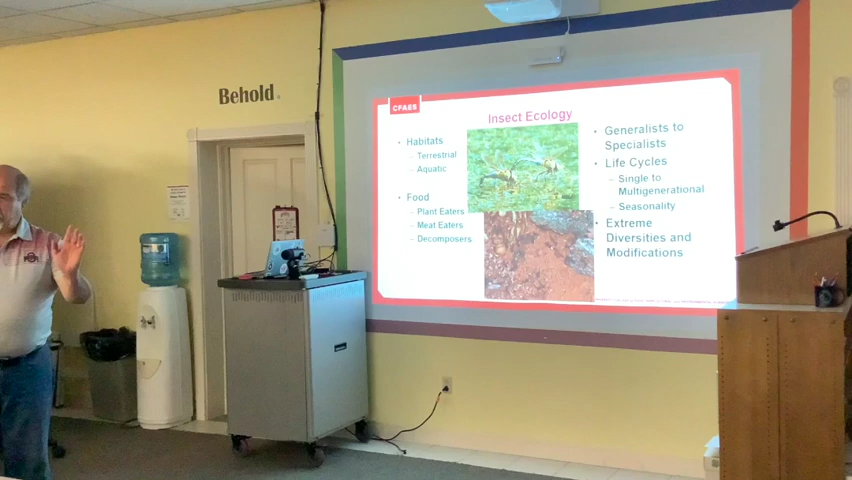 Behold.
CFAES
Insect Ecology
• Habitats
– Terrestrial
– Aquatic
• Food
– Plant Eaters
– Meat Eaters
– Decomposers
• Generalists to
Specialists
• Life Cycles
– Single to
Multigenerational
– Seasonality
• Extreme
Diversities and
Modifications